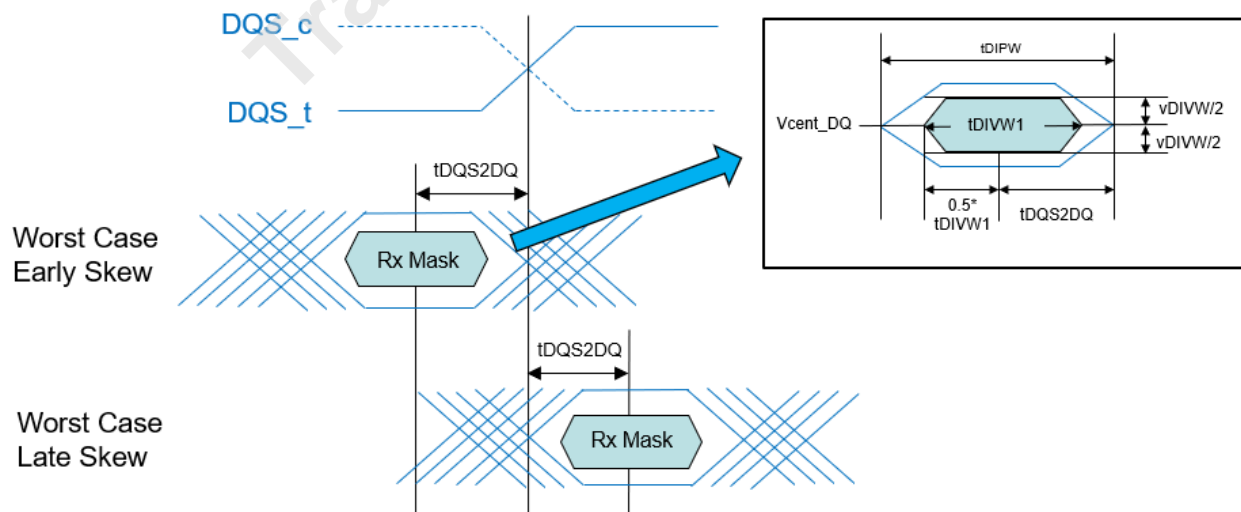 Tra
DQS_c
DQS_t
tDQS2DQ
Worst Case
Early Skew
Rx Mask
tDQS2DQ
Worst Case
Late Skew
Rx Mask
tDIPW
Vcent_DQ
tDIVW1
vDIVW/2
vDIVW/2
0.5*
tDIVW1
tDQS2DQ